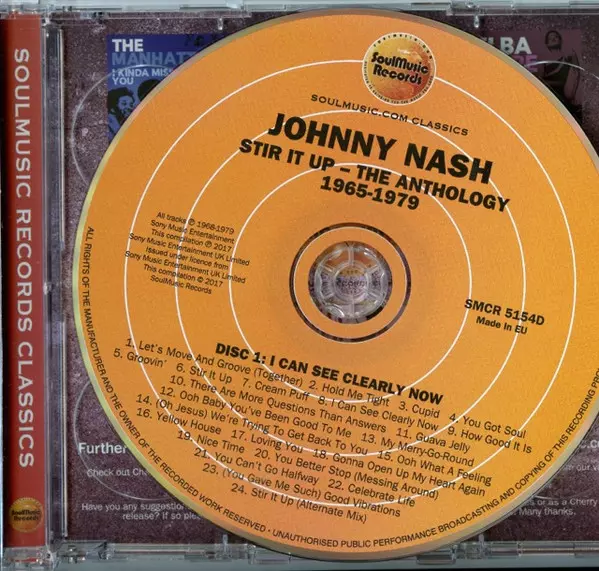 SOULMUSIC RECORDS CLASSICS
SoulMusic
Records
THE
MANHATT
I KINDA MISS
YOU
LBA
SoulMusic
Records
SOULMUSIC.COM CLASSICS
JOHNNY NASH
STIR IT UP – THE ANTHOLOGY
1965-1979
All tracks ℗ 1968-1979
Sony Music Entertainment
This compilation ℗ 2017
Sony Music Entertainment UK Limited
Issued under licence from
Sony Music Entertainment UK Limited
This compilation © 2017
SoulMusic Records
SMCR 5154D
Made In EU
DISC 1: I CAN SEE CLEARLY NOW
1. Let's Move And Groove (Together) 2. Hold Me Tight 3. Cupid 4. You Got Soul
5. Groovin' 6. Stir It Up 7. Cream Puff 8. I Can See Clearly Now 9. How Good It Is
10. There Are More Questions Than Answers 11. Guava Jelly
12. Ooh Baby You've Been Good To Me 13. My Merry-Go-Round
14. (Oh Jesus) We're Trying To Get Back To You 15. Ooh What A Feeling
16. Yellow House 17. Loving You 18. Gonna Open Up My Heart Again
19. Nice Time 20. You Better Stop (Messing Around)
21. You Can't Go Halfway 22. Celebrate Life
23. (You Gave Me Such) Good Vibrations
24. Stir It Up (Alternate Mix)
ALL RIGHTS OF THE MANUFACTURER AND THE OWNER OF THE RECORDED WORK RESERVED • UNAUTHORISED PUBLIC PERFORMANCE BROADCASTING AND COPYING OF THIS RECORDING PRO
Further
Check out Cha
Have you any suggestions
release? If so plea
or as a Cherry
Many thanks.